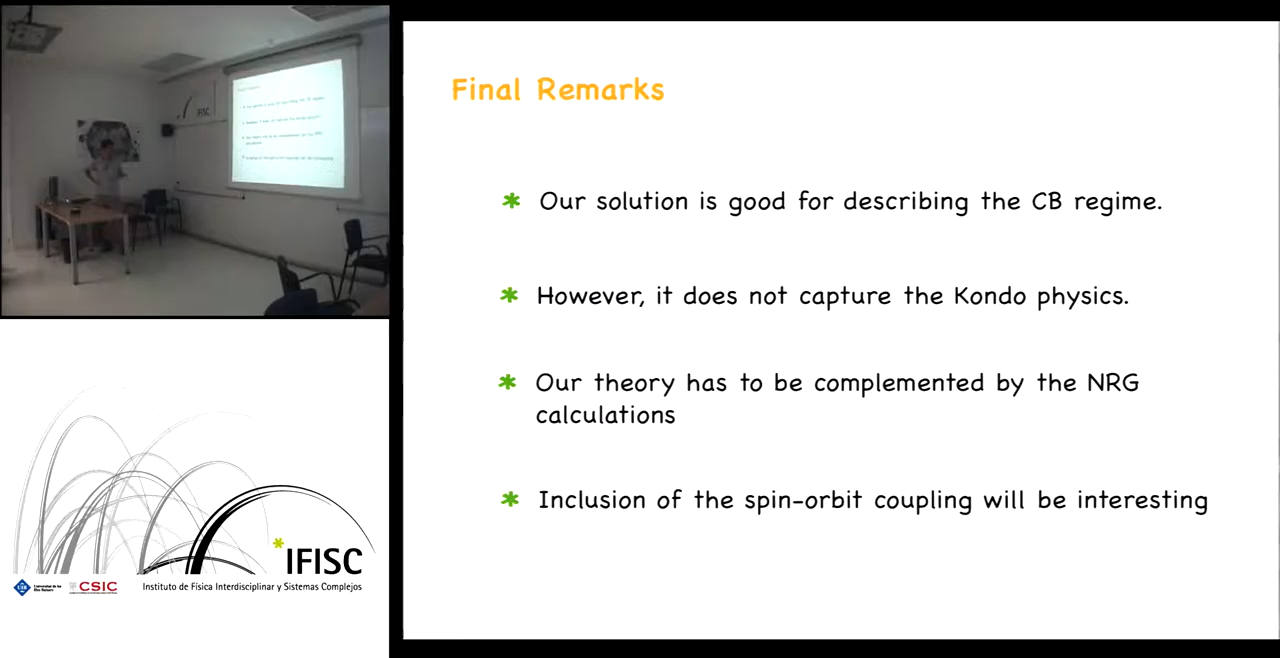 Final Remarks
* Our solution is good for describing the CB regime.
* However, it does not capture the Kondo physics.
* Our theory has to be complemented by the NRG
calculations
* Inclusion of the spin-orbit coupling will be interesting
IFISC
*IFISC
CSIC
Instituto de Física Interdisciplinar y Sistemas Complejos